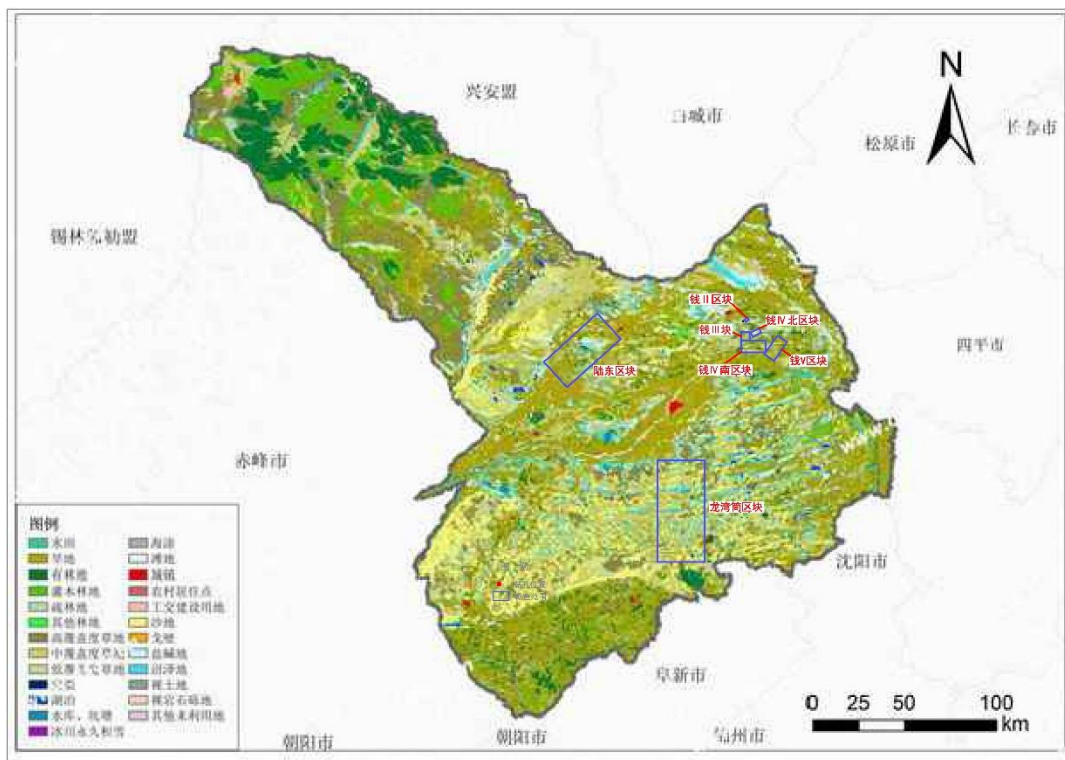 N
兴安盟
白城市
松原市
长春市
锡林郭勒盟
四平市
赤峰市
沈阳市
阜新市
朝阳市
朝阳市
锦州市
钱Ⅱ区块
钱Ⅳ北区块
钱Ⅲ块
钱Ⅴ区块
钱Ⅳ南区块
陆东区块
龙湾筒区块
图例
水田
旱地
有林地
灌木林地
疏林地
其他林地
高覆盖度草地
中覆盖度草地
低覆盖度草地
湖泊
水库、坑塘
冰川永久积雪
滩地
城镇
农村居住点
工交建设用地
沙地
戈壁
盐碱地
沼泽地
裸土地
裸岩石砾地
其他未利用地
0 25 50 100
km